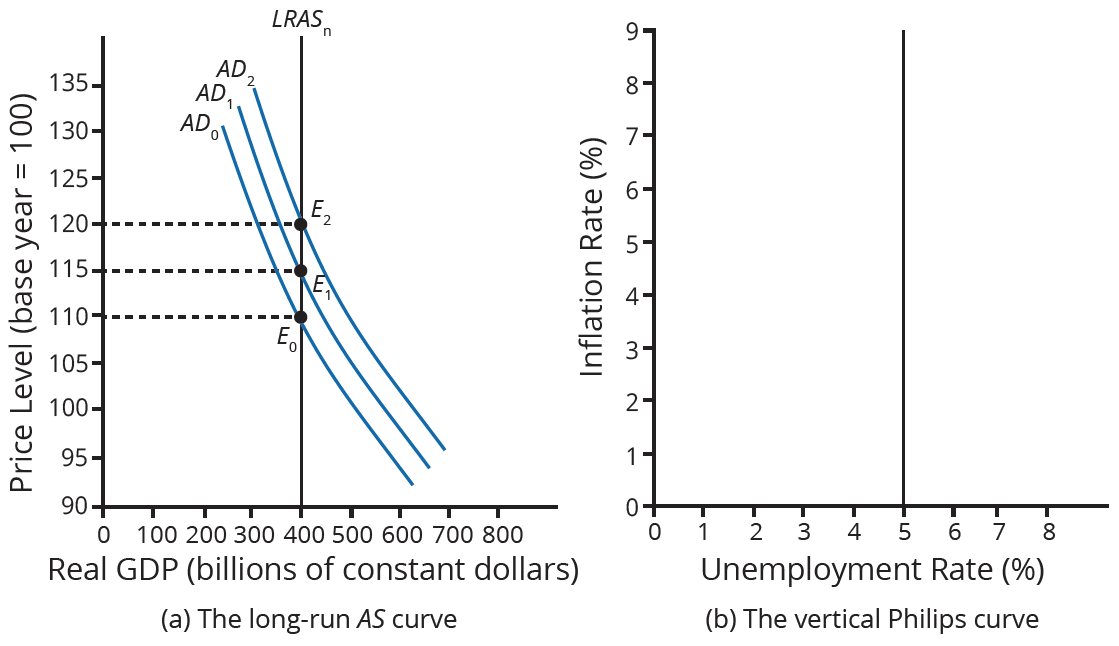 LRASn
AD2
AD1
AD0
Price Level (base year = 100)
135
130
125
120
115
110
105
100
95
90
E2
E1
E0
0 100 200 300 400 500 600 700 800
Real GDP (billions of constant dollars)
(a) The long-run AS curve
Inflation Rate (%)
9
8
7
6
5
4
3
2
1
0
0 1 2 3 4 5 6 7 8
Unemployment Rate (%)
(b) The vertical Philips curve